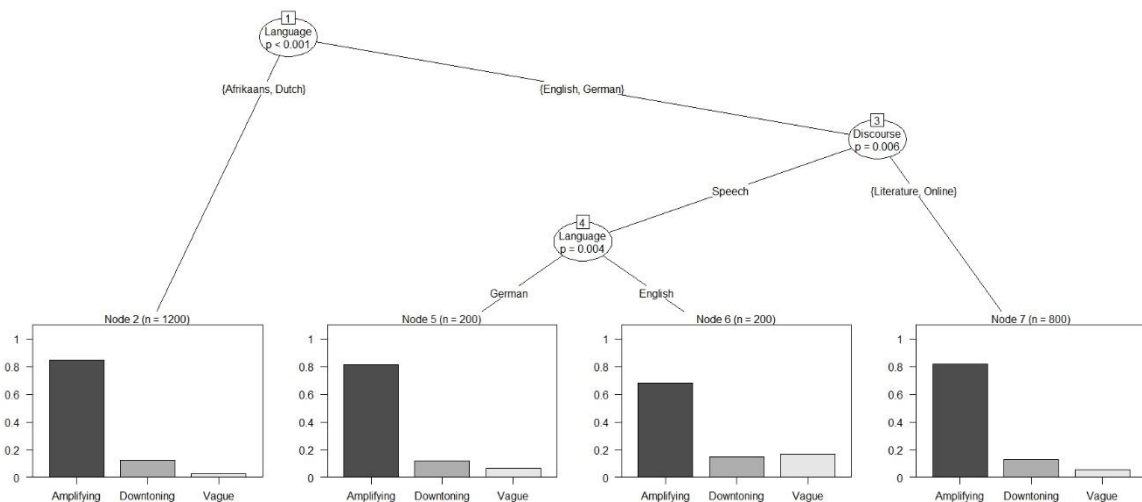 1
Language
p < 0.001
{Afrikaans, Dutch}
{English, German}
3
Discourse
p = 0.006
Speech
{Literature, Online}
4
Language
p = 0.004
German
English
Node 2 (n = 1200)
1
0.8
0.6
0.4
0.2
0
Amplifying Downtoning Vague
Node 5 (n = 200)
1
0.8
0.6
0.4
0.2
0
Amplifying Downtoning Vague
Node 6 (n = 200)
1
0.8
0.6
0.4
0.2
0
Amplifying Downtoning Vague
Node 7 (n = 800)
1
0.8
0.6
0.4
0.2
0
Amplifying Downtoning Vague